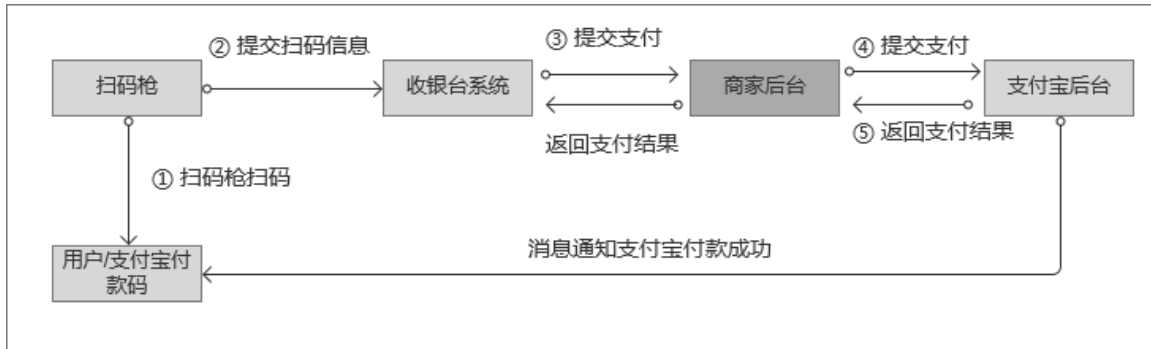 ② 提交扫码信息
③ 提交支付
④ 提交支付
扫码枪
收银台系统
商家后台
支付宝后台
返回支付结果
⑤ 返回支付结果
① 扫码枪扫码
消息通知支付宝付款成功
用户/支付宝付
款码